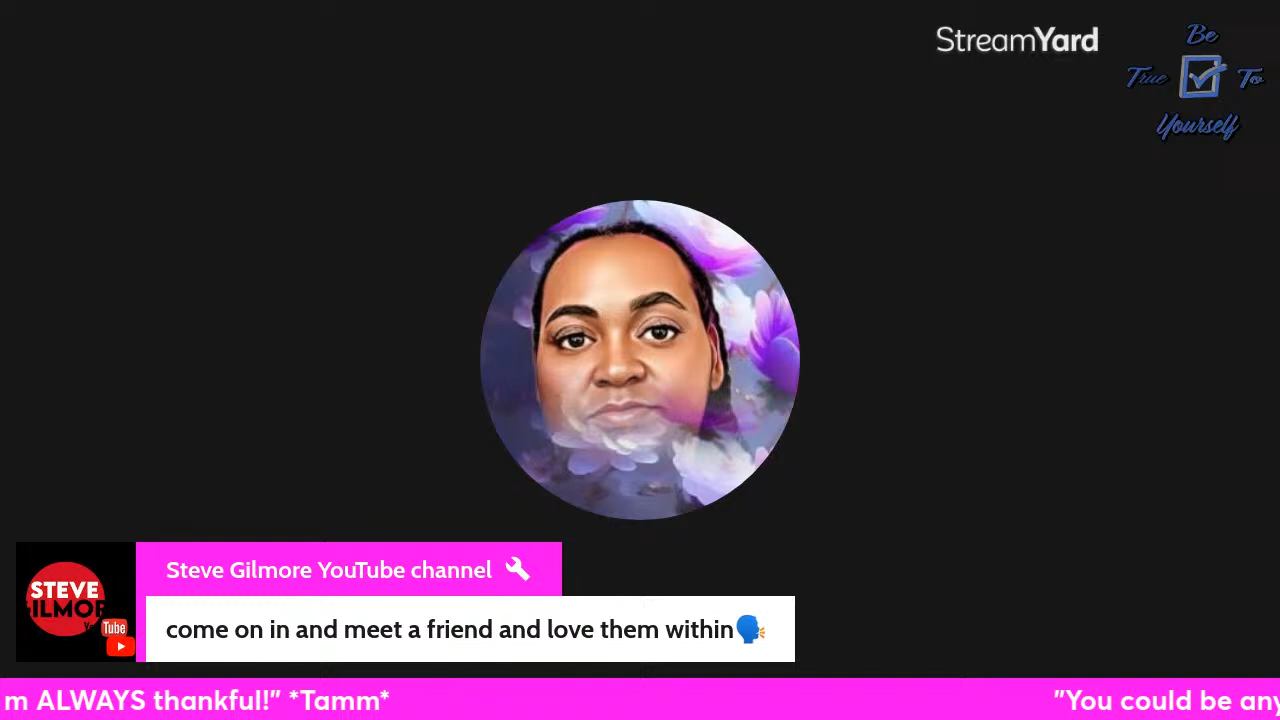 StreamYard
Be
True To
Yourself
Steve Gilmore YouTube channel
STEVE
GILMOR
Tube
come on in and meet a friend and love them within🗣️
m ALWAYS thankful!" *Tamm*
"You could be any